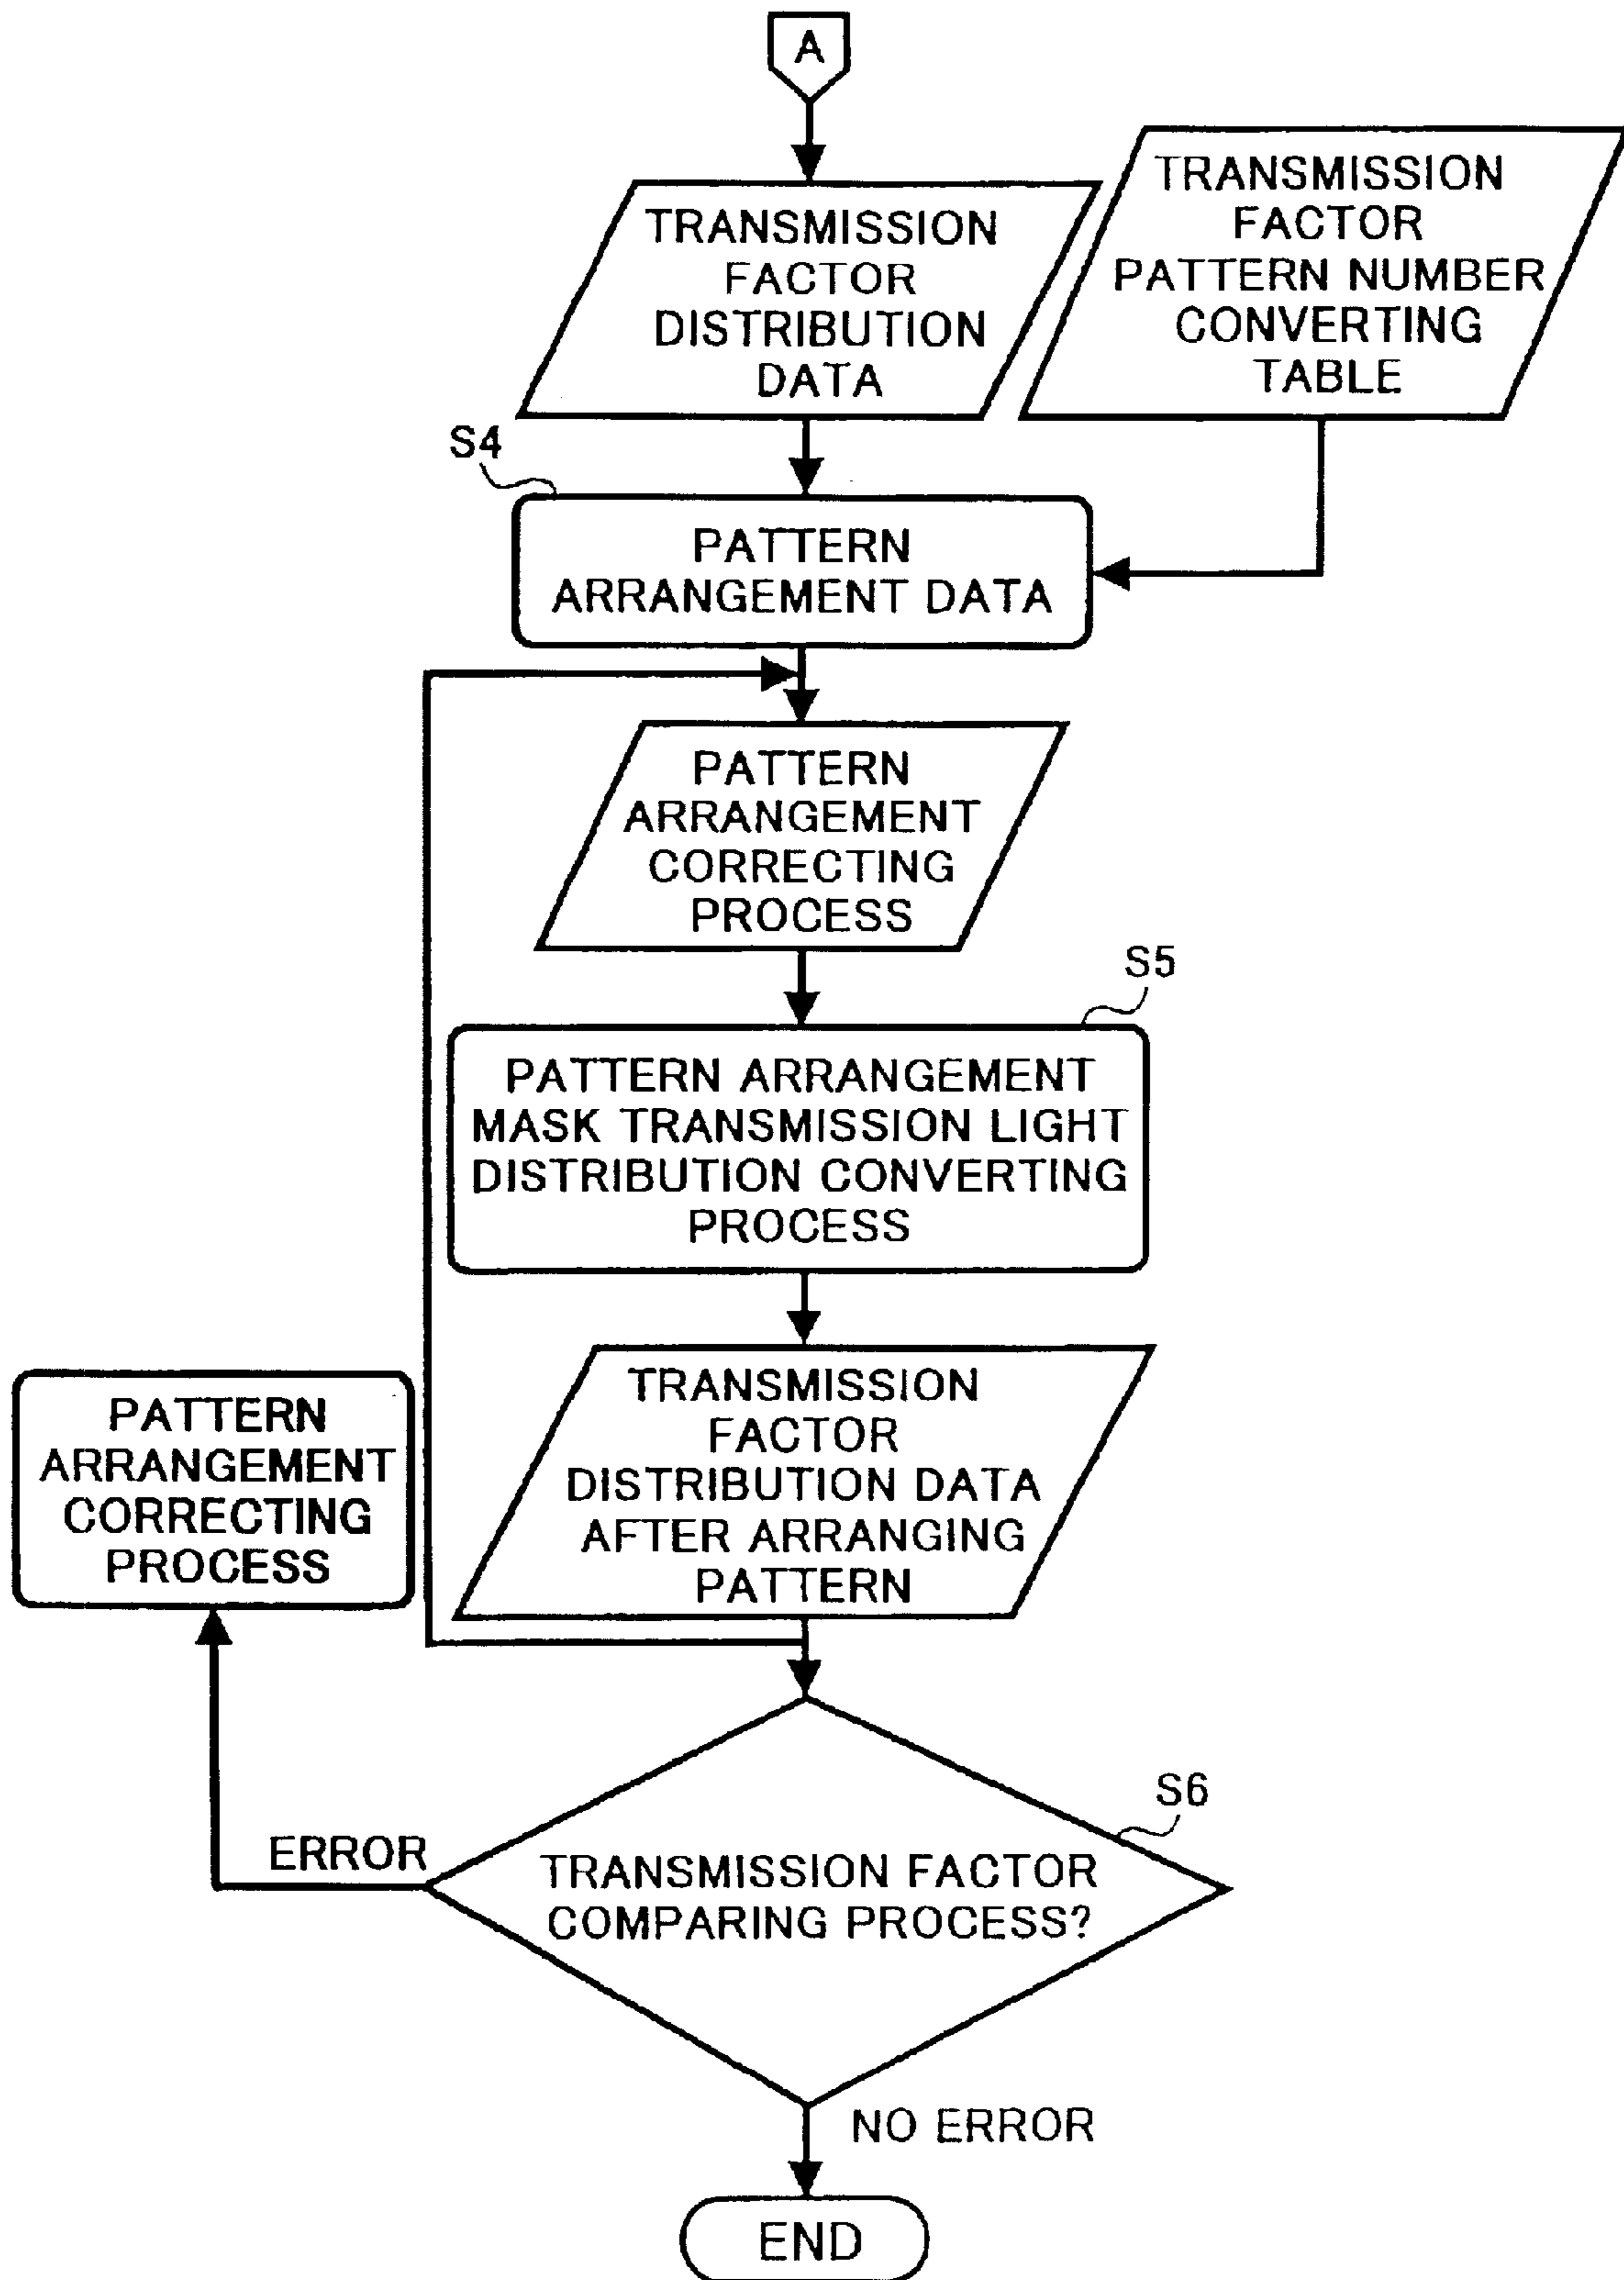 A
TRANSMISSION
FACTOR
DISTRIBUTION
DATA
TRANSMISSION
FACTOR
PATTERN NUMBER
CONVERTING
TABLE
S4
PATTERN
ARRANGEMENT DATA
PATTERN
ARRANGEMENT
CORRECTING
PROCESS
S5
PATTERN ARRANGEMENT
MASK TRANSMISSION LIGHT
DISTRIBUTION CONVERTING
PROCESS
TRANSMISSION
FACTOR
DISTRIBUTION DATA
AFTER ARRANGING
PATTERN
PATTERN
ARRANGEMENT
CORRECTING
PROCESS
S6
ERROR
TRANSMISSION FACTOR
COMPARING PROCESS?
NO ERROR
END